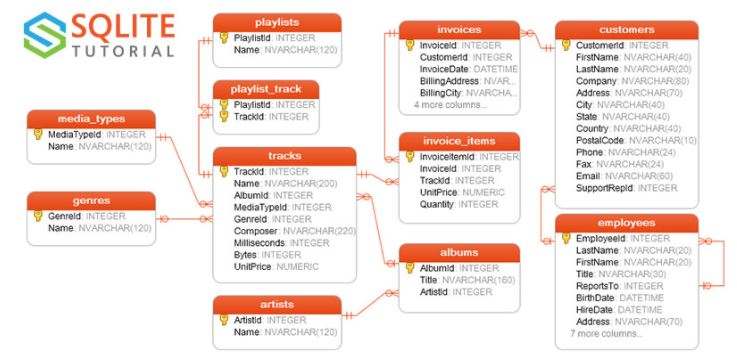 SQLITE
TUTORIAL
playlists
PlaylistId: INTEGER
Name: NVARCHAR(120)
playlist_track
PlaylistId: INTEGER
TrackId: INTEGER
media_types
MediaTypeId: INTEGER
Name: NVARCHAR(120)
genres
GenreId: INTEGER
Name: NVARCHAR(120)
tracks
TrackId: INTEGER
Name: NVARCHAR(200)
AlbumId: INTEGER
MediaTypeId: INTEGER
GenreId: INTEGER
Composer: NVARCHAR(220)
Milliseconds: INTEGER
Bytes: INTEGER
UnitPrice: NUMERIC
artists
ArtistId: INTEGER
Name: NVARCHAR(120)
invoices
InvoiceId: INTEGER
CustomerId: INTEGER
InvoiceDate: DATETIME
BillingAddress: NVAR...
BillingCity: NVARCHA...
4 more columns...
invoice_items
InvoiceItemId: INTEGER
InvoiceId: INTEGER
TrackId: INTEGER
UnitPrice: NUMERIC
Quantity: INTEGER
albums
AlbumId: INTEGER
Title: NVARCHAR(160)
ArtistId: INTEGER
customers
CustomerId: INTEGER
FirstName: NVARCHAR(40)
LastName: NVARCHAR(20)
Company: NVARCHAR(80)
Address: NVARCHAR(70)
City: NVARCHAR(40)
State: NVARCHAR(40)
Country: NVARCHAR(40)
PostalCode: NVARCHAR(10)
Phone: NVARCHAR(24)
Fax: NVARCHAR(24)
Email: NVARCHAR(60)
SupportRepId: INTEGER
employees
EmployeeId: INTEGER
LastName: NVARCHAR(20)
FirstName: NVARCHAR(20)
Title: NVARCHAR(30)
ReportsTo: INTEGER
BirthDate: DATETIME
HireDate: DATETIME
Address: NVARCHAR(70)
7 more columns...